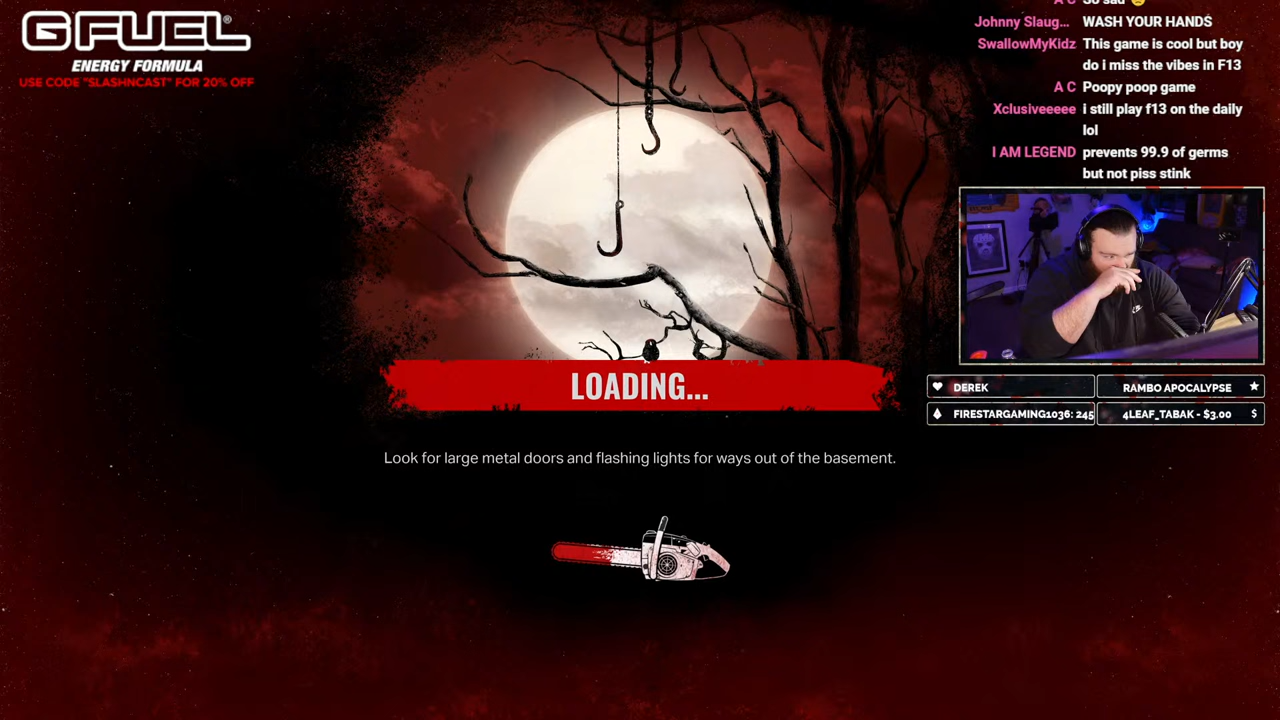 GFUEL®
ENERGY FORMULA
USE CODE "SLASHNCAST" FOR 20% OFF
A C So sad
Johnny Slaug... WASH YOUR HANDS
SwallowMyKidz This game is cool but boy
do i miss the vibes in F13
A C Poopy poop game
Xclusiveeeee i still play f13 on the daily
lol
I AM LEGEND prevents 99.9 of germs
but not piss stink
DEREK
RAMBO APOCALYPSE
FIRESTARGAMING1036: 245
4LEAF_TABAK - $3.00 $
LOADING...
Look for large metal doors and flashing lights for ways out of the basement.